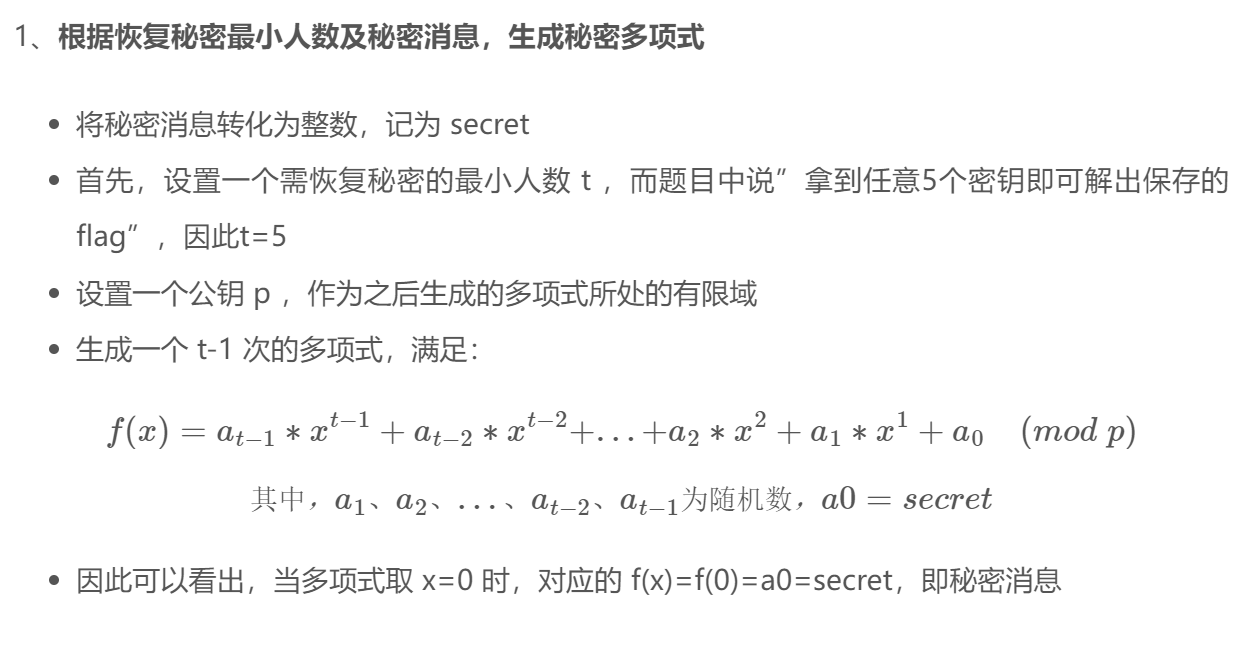 1、根据恢复秘密最小人数及秘密消息，生成秘密多项式
• 将秘密消息转化为整数，记为 secret
• 首先，设置一个需恢复秘密的最小人数 t ，而题目中说”拿到任意5个密钥即可解出保存的
flag”，因此t=5
• 设置一个公钥 p ，作为之后生成的多项式所处的有限域
• 生成一个 t-1 次的多项式，满足：
f(x) = a_{t−1} ∗ x^{t−1} + a_{t−2} ∗ x^{t−2}+...+a_2 ∗ x^2 + a_1 ∗ x^1 + a_0 (mod p)
其中，a_1、a_2、...、a_{t−2}、a_{t−1}为随机数，a0 = secret
• 因此可以看出，当多项式取 x=0 时，对应的 f(x)=f(0)=a0=secret，即秘密消息